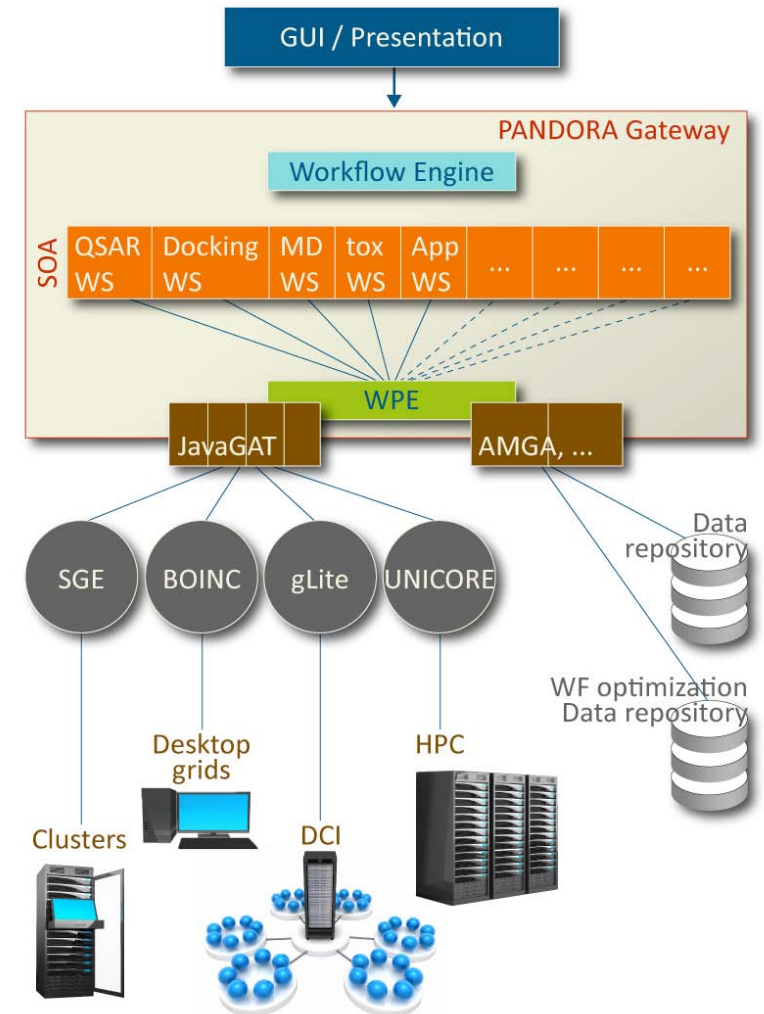 GUI / Presentation
PANDORA Gateway
Workflow Engine
SOA
QSAR WS
Docking WS
MD WS
tox WS
App WS
...
...
...
...
WPE
JavaGAT
AMGA, ...
SGE
BOINC
gLite
UNICORE
Data
repository
WF optimization
Data repository
Desktop
grids
HPC
Clusters
DCI